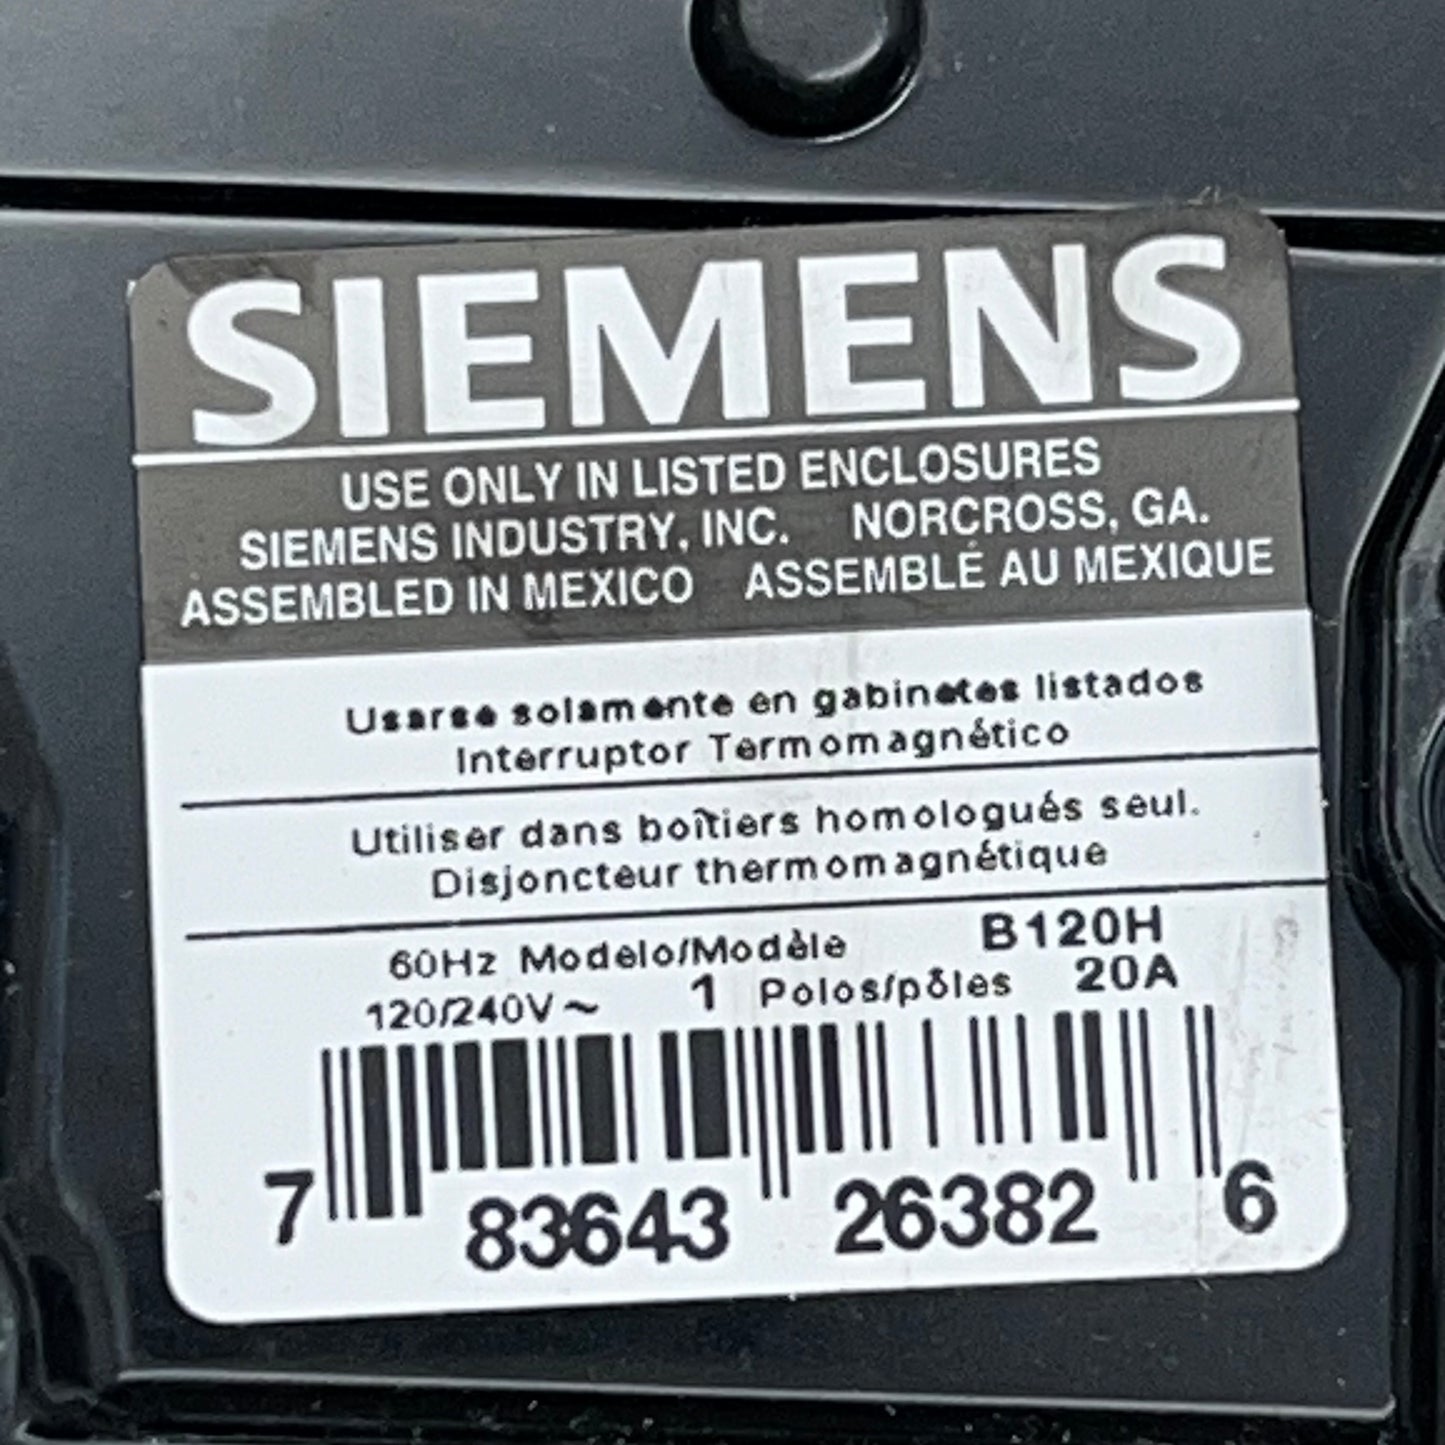 SIEMENS
USE ONLY IN LISTED ENCLOSURES
SIEMENS INDUSTRY, INC. NORCROSS, GA.
ASSEMBLED IN MEXICO ASSEMBLÉ AU MEXIQUE
Usarse solamente en gabinetes listados
Interruptor Termomagnético
Utiliser dans boîtiers homologués seul.
Disjoncteur thermomagnétique
60Hz Modelo/Modèle B120H
120/240V~ 1 Polos/pôles 20A
7 83643 26382 6